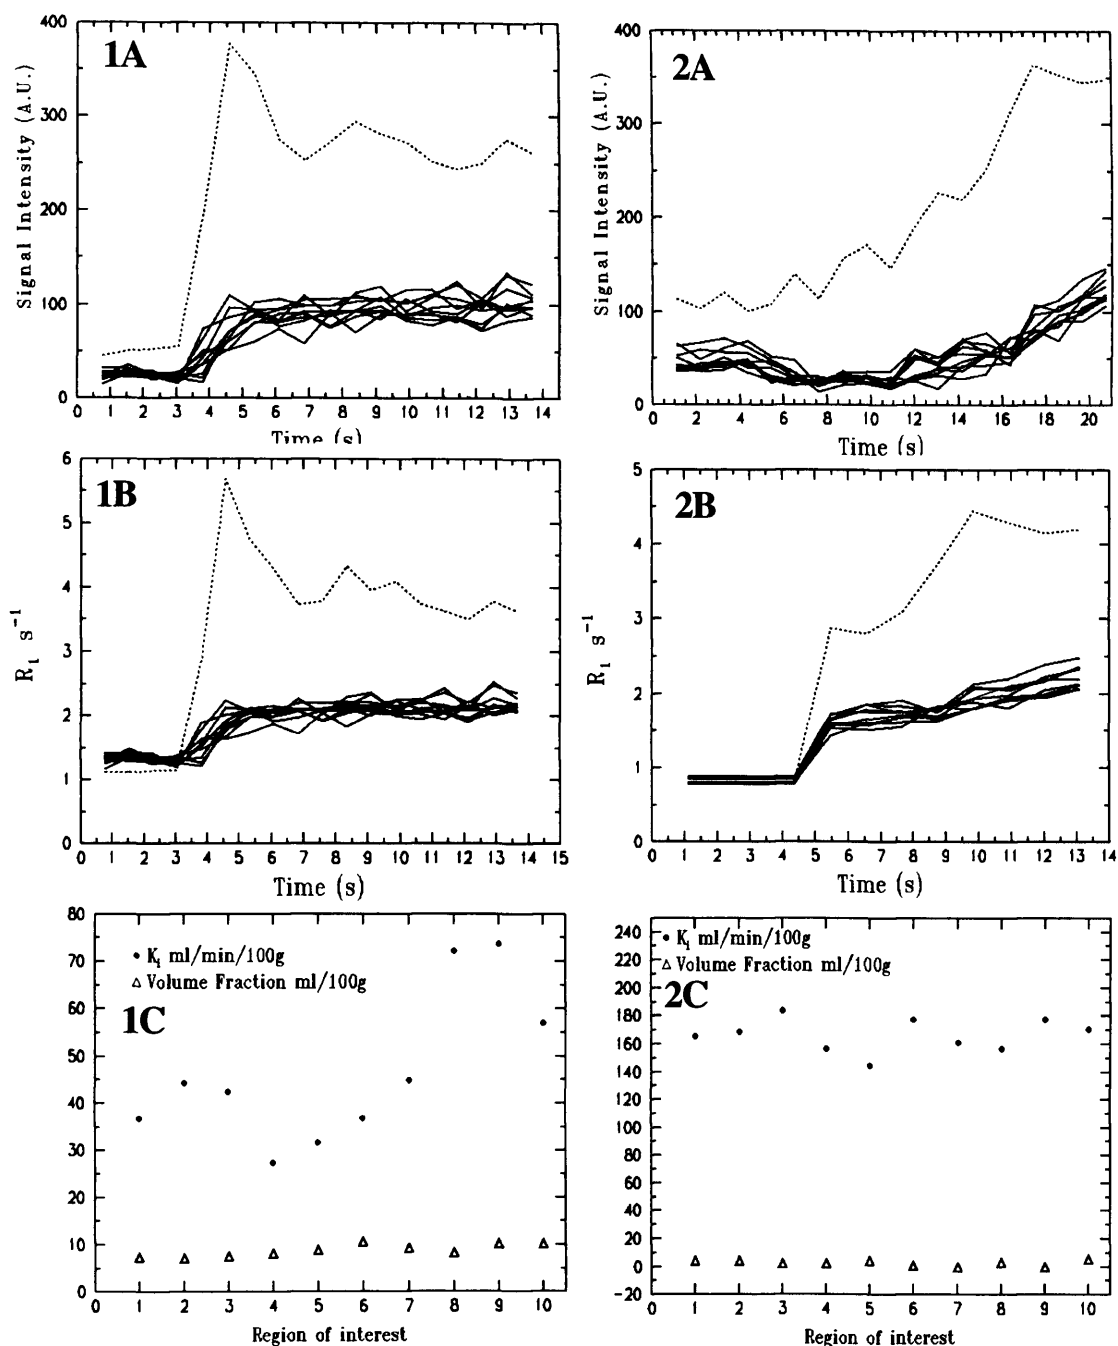 1A
Signal Intensity (A.U.)
400
300
200
100
0
0 1 2 3 4 5 6 7 8 9 10 11 12 13 14
Time (s)
2A
Signal Intensity (A.U.)
400
300
200
100
0
0 2 4 6 8 10 12 14 16 18 20
Time (s)
1B
R1 s-1
6
5
4
3
2
1
0
0 1 2 3 4 5 6 7 8 9 10 11 12 13 14 15
Time (s)
2B
R1 s-1
5
4
3
2
1
0
0 1 2 3 4 5 6 7 8 9 10 11 12 13 14
Time (s)
80
70
60
50
40
30
20
10
0
Ki ml/min/100g
Volume Fraction ml/100g
1C
0 1 2 3 4 5 6 7 8 9 10
Region of interest
240
220
200
180
160
140
120
100
80
60
40
20
0
-20
Ki ml/min/100g
Volume Fraction ml/100g
2C
0 1 2 3 4 5 6 7 8 9 10
Region of interest